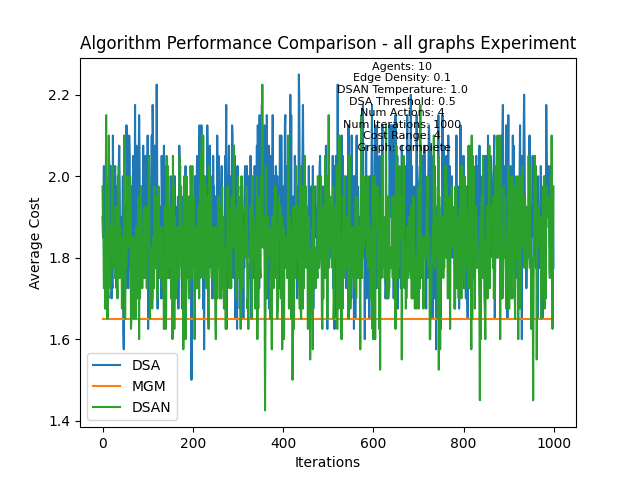 Algorithm Performance Comparison - all graphs Experiment
Agents: 10
Edge Density: 0.1
DSAN Temperature: 1.0
DSA Threshold: 0.5
Num Actions: 4
Num Iterations: 1000
Cost Range: 4
Graph: complete
2.2
2.0
1.8
1.6
1.4
Average Cost
DSA
MGM
DSAN
0
200
400
600
800
1000
Iterations